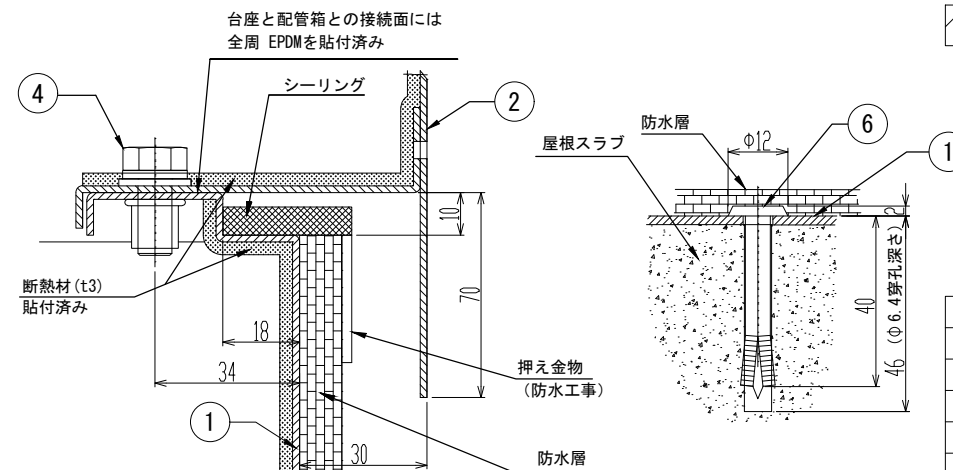 台座と配管箱との接続面には
全周 EPDMを貼付済み
シーリング
4
2
断熱材(t3)
貼付済み
18
34
1
30
10
70
押え金物
(防水工事)
防水層
防水層
屋根スラブ
Φ12
6
1
2
40
46 (Φ6.4穿孔深さ)